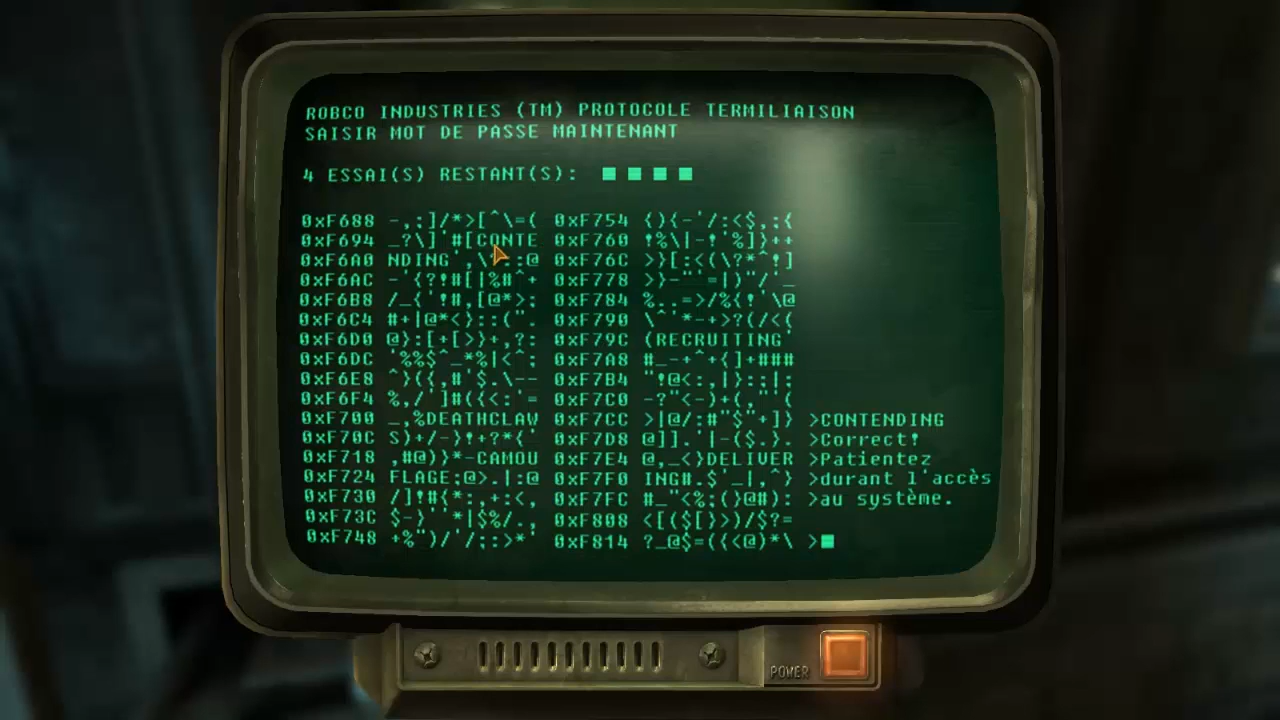 ROBCO INDUSTRIES (TM) PROTOCOLE TERMILIAISON
SAISIR MOT DE PASSE MAINTENANT
4 ESSAI(S) RESTANT(S): ■ ■ ■ ■
0xF688 -,:]/*>[^\=( 0xF754 (){-'/:<$,:{
0xF694 _?\]'#[CONTE 0xF760 !%\|-!'%]}++
0xF6A0 NDING 0xF76C >}[:<(\?*^!]
0xF6AC -'{?!#[|%#^+ 0xF778 >}-"'=|)"/'_
0xF6B8 /_{'!#,[@*>; 0xF784 %..=>/%{!'\@
0xF6C4 #+|@*<}::(". 0xF790 \^'*-+>?(/<(
0xF6D0 @}:[+[>}+,?: 0xF79C (RECRUITING'
0xF6DC '%%$^_*%|<^; 0xF7A8 #_-+^+{]+###
0xF6E8 ^}({,#'$.\-- 0xF7B4 "!@<:,|}:;|;
0xF6F4 %,/']#({<:'= 0xF7C0 -?"<-)+(,"'(
0xF700 _,%DEATHCLAW 0xF7CC >|@/:#"$"+]} >CONTENDING
0xF70C S)+/-}!+?*{' 0xF7D8 @]].'|-($.}. >Correct!
0xF718 ,#@)}*-CAMOU 0xF7E4 @,_<}DELIVER >Patientez
0xF724 FLAGE;@>.|:@ 0xF7F0 ING#.$'_|,^} >durant l'accès
0xF730 /]!#{*:,+:<, 0xF7FC #_"<%;(}@#): >au système.
0xF73C $-}''*|$%/., 0xF808 <[($[}>)/$?=
0xF748 +%")/'/;:>*' 0xF814 ?_@$=({<@)*\ >■
POWER